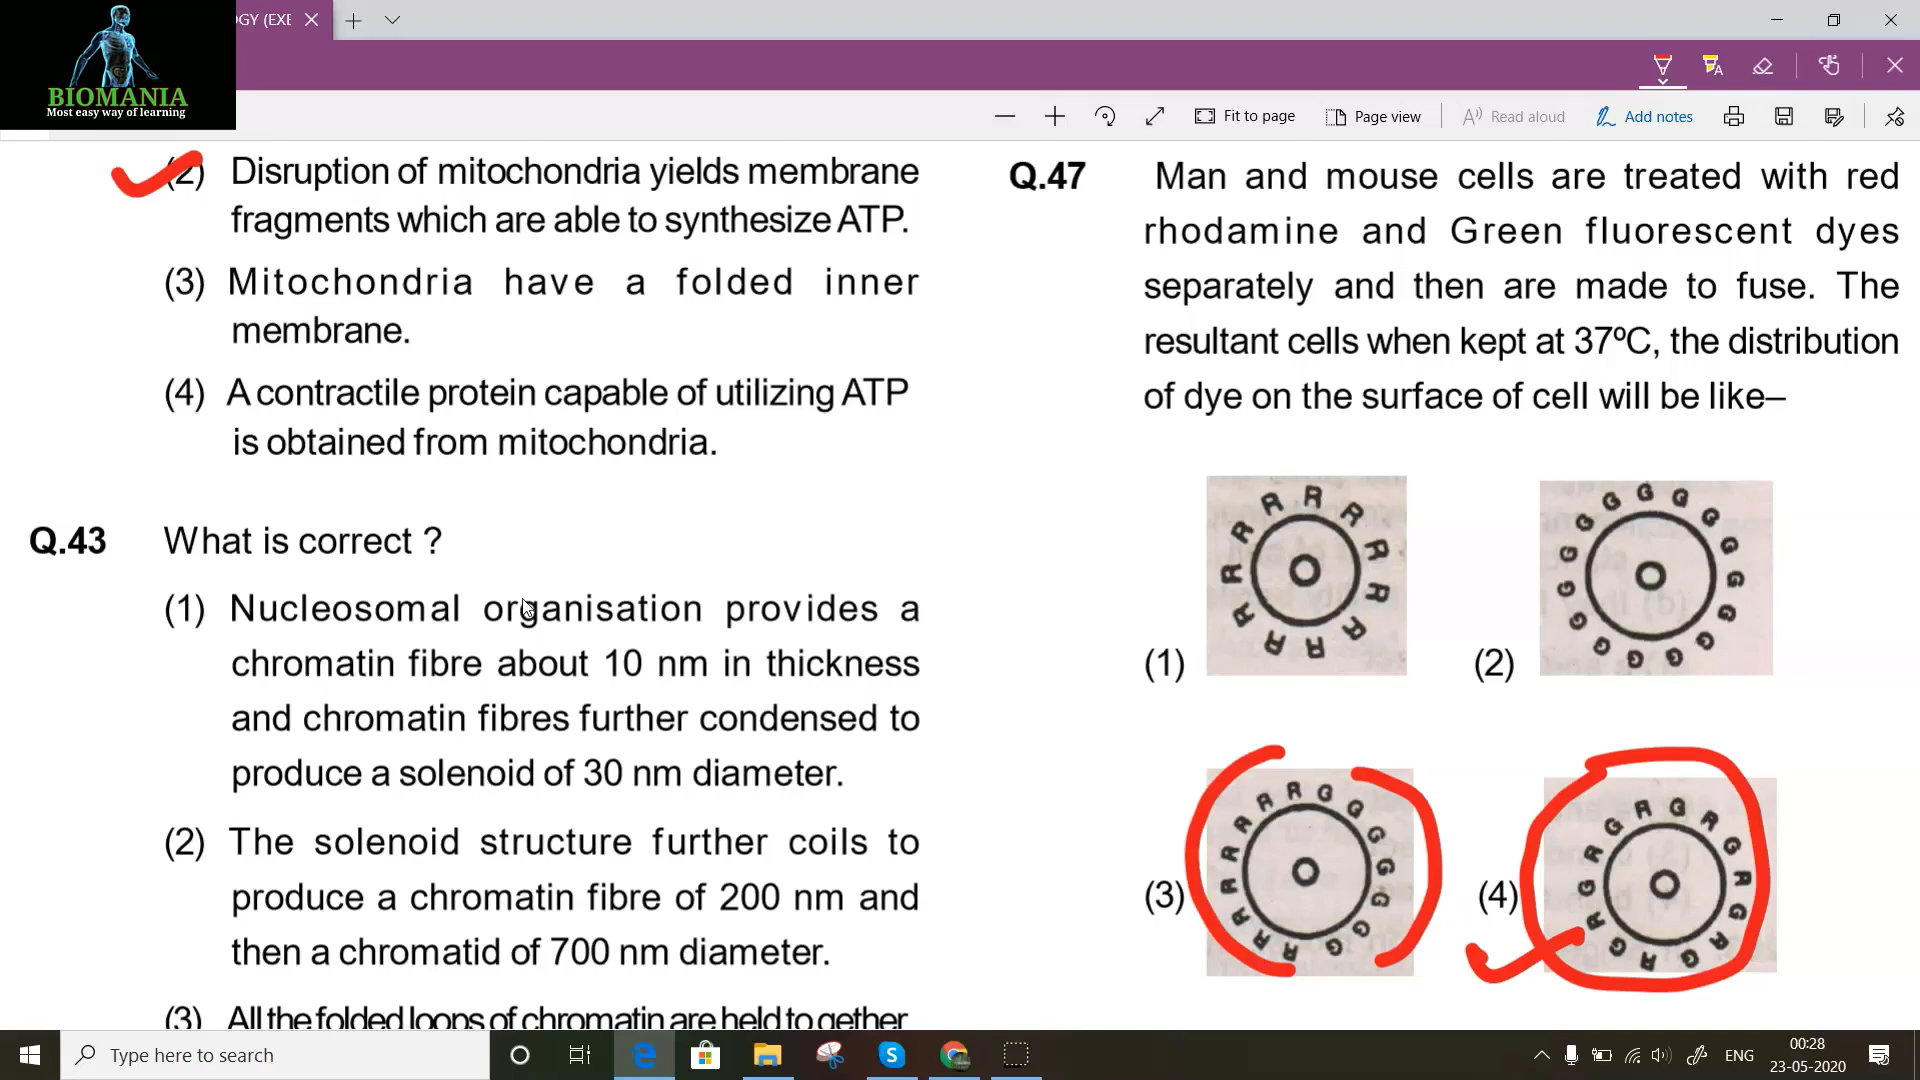 OGY (EXE
BIOMANIA
Most easy way of learning
Fit to page
Page view
Read aloud
Add notes
(2) Disruption of mitochondria yields membrane
fragments which are able to synthesize ATP.
(3) Mitochondria have a folded inner
membrane.
(4) A contractile protein capable of utilizing ATP
is obtained from mitochondria.
Q.43 What is correct ?
(1) Nucleosomal organisation provides a
chromatin fibre about 10 nm in thickness
and chromatin fibres further condensed to
produce a solenoid of 30 nm diameter.
(2) The solenoid structure further coils to
produce a chromatin fibre of 200 nm and
then a chromatid of 700 nm diameter.
(3) All the folded loops of chromatin are held to gether
Q.47 Man and mouse cells are treated with red
rhodamine and Green fluorescent dyes
separately and then are made to fuse. The
resultant cells when kept at 37ºC, the distribution
of dye on the surface of cell will be like–
(1)
R R R R R R R R R R R R
(2)
G G G G G G G G G G G G G G G G
(3)
(4)
Type here to search
ENG
00:28
23-05-2020